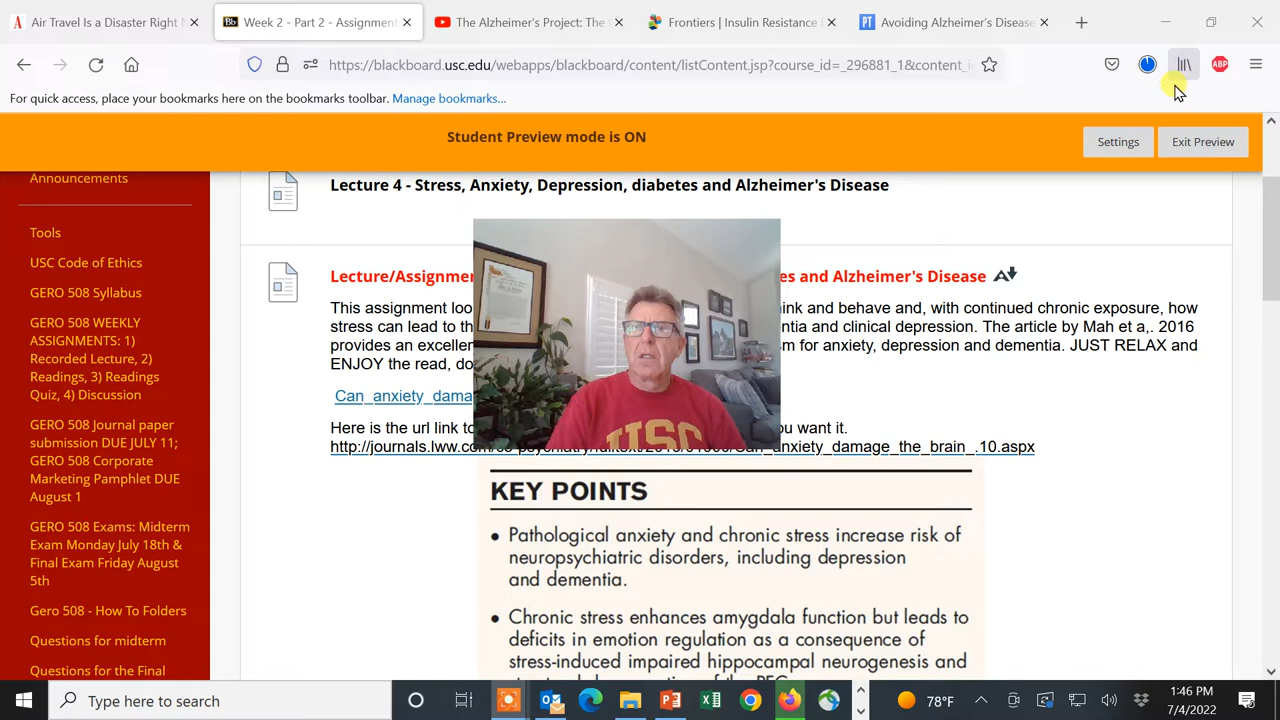 Air Travel Is a Disaster Right
Bb Week 2 - Part 2 - Assignment
The Alzheimer's Project: The
Frontiers | Insulin Resistance
PT Avoiding Alzheimer's Disease
https://blackboard.usc.edu/webapps/blackboard/content/listContent.jsp?course_id=_296881_1&content_i
ABP
For quick access, place your bookmarks here on the bookmarks toolbar. Manage bookmarks...
Student Preview mode is ON
Settings
Exit Preview
Announcements
Tools
USC Code of Ethics
GERO 508 Syllabus
GERO 508 WEEKLY
ASSIGNMENTS: 1)
Recorded Lecture, 2)
Readings, 3) Readings
Quiz, 4) Discussion
GERO 508 Journal paper
submission DUE JULY 11;
GERO 508 Corporate
Marketing Pamphlet DUE
August 1
GERO 508 Exams: Midterm
Exam Monday July 18th &
Final Exam Friday August
5th
Gero 508 - How To Folders
Questions for midterm
Questions for the Final
Lecture 4 - Stress, Anxiety, Depression, diabetes and Alzheimer's Disease
Lecture/Assignme es and Alzheimer's Disease
This assignment loo ink and behave and, with continued chronic exposure, how
stress can lead to th ntia and clinical depression. The article by Mah et a,. 2016
provides an excelle m for anxiety, depression and dementia. JUST RELAX and
ENJOY the read, do
Can_anxiety_dama
Here is the url link to ou want it.
http://journals.lww.co anxiety_damage_the_brain_.10.aspx
USC
KEY POINTS
• Pathological anxiety and chronic stress increase risk of
neuropsychiatric disorders, including depression
and dementia.
• Chronic stress enhances amygdala function but leads to
deficits in emotion regulation as a consequence of
stress-induced impaired hippocampal neurogenesis and
Type here to search
78°F
1:46 PM
7/4/2022